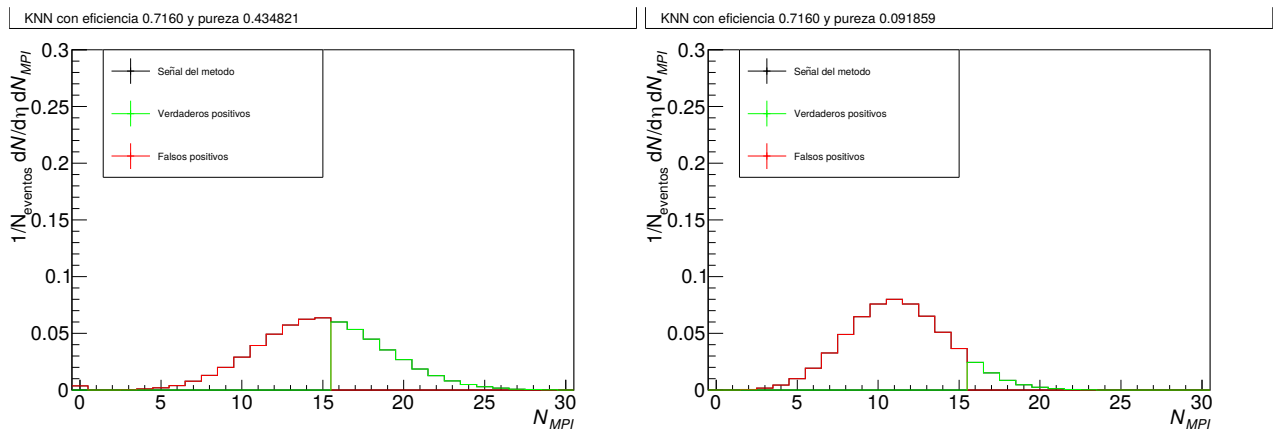 KNN con eficiencia 0.7160 y pureza 0.434821
1/N_eventos dN/dη dN_MPI
0.3
0.25
0.2
0.15
0.1
0.05
0
Señal del metodo
Verdaderos positivos
Falsos positivos
0 5 10 15 20 25 30
N_MPI
KNN con eficiencia 0.7160 y pureza 0.091859
1/N_eventos dN/dη dN_MPI
0.3
0.25
0.2
0.15
0.1
0.05
0
Señal del metodo
Verdaderos positivos
Falsos positivos
0 5 10 15 20 25 30
N_MPI